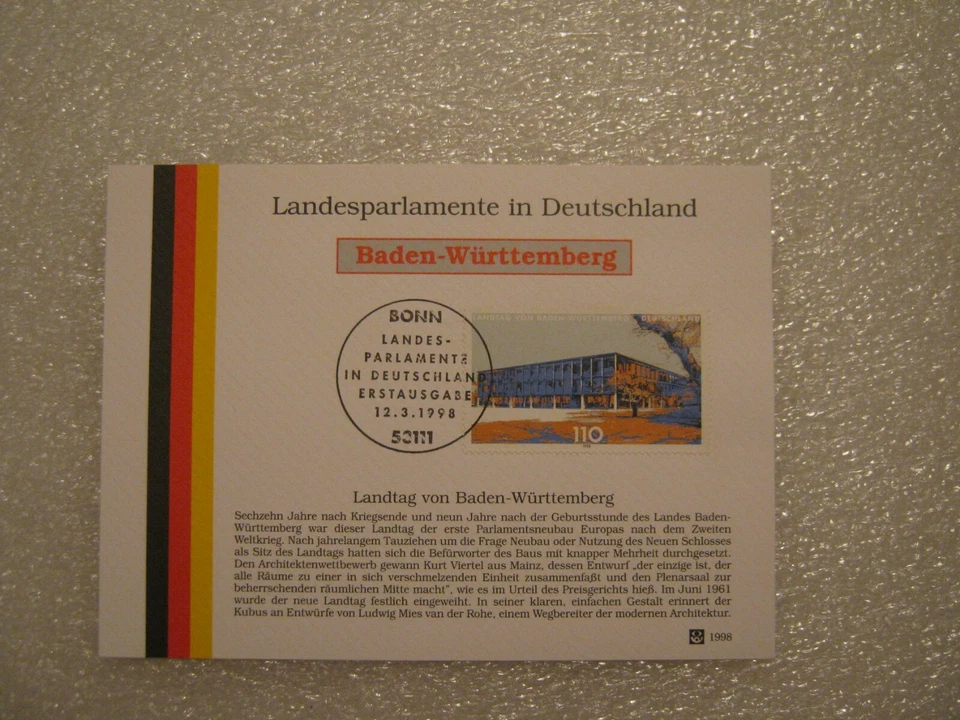 Landesparlamente in Deutschland
Baden-Württemberg
BONN
LANDES-
PARLAMENTE
IN DEUTSCHLAND
ERSTAUSGABE
12.3.1998
53111
LANDTAG VON BADEN-WÜRTTEMBERG DEUTSCHLAND
110
Landtag von Baden-Württemberg
Sechzehn Jahre nach Kriegsende und neun Jahre nach der Geburtsstunde des Landes Baden-
Württemberg war dieser Landtag der erste Parlamentsneubau Europas nach dem Zweiten
Weltkrieg. Nach jahrelangem Tauziehen um die Frage Neubau oder Nutzung des Neuen Schlosses
als Sitz des Landtags hatten sich die Befürworter des Baus mit knapper Mehrheit durchgesetzt.
Den Architektenwettbewerb gewann Kurt Viertel aus Mainz, dessen Entwurf „der einzige ist, der
alle Räume zu einer in sich verschmelzenden Einheit zusammenfaßt und den Plenarsaal zur
beherrschenden räumlichen Mitte macht", wie es im Urteil des Preisgerichts hieß. Im Juni 1961
wurde der neue Landtag festlich eingeweiht. In seiner klaren, einfachen Gestalt erinnert der
Kubus an Entwürfe von Ludwig Mies van der Rohe, einem Wegbereiter der modernen Architektur.
1998